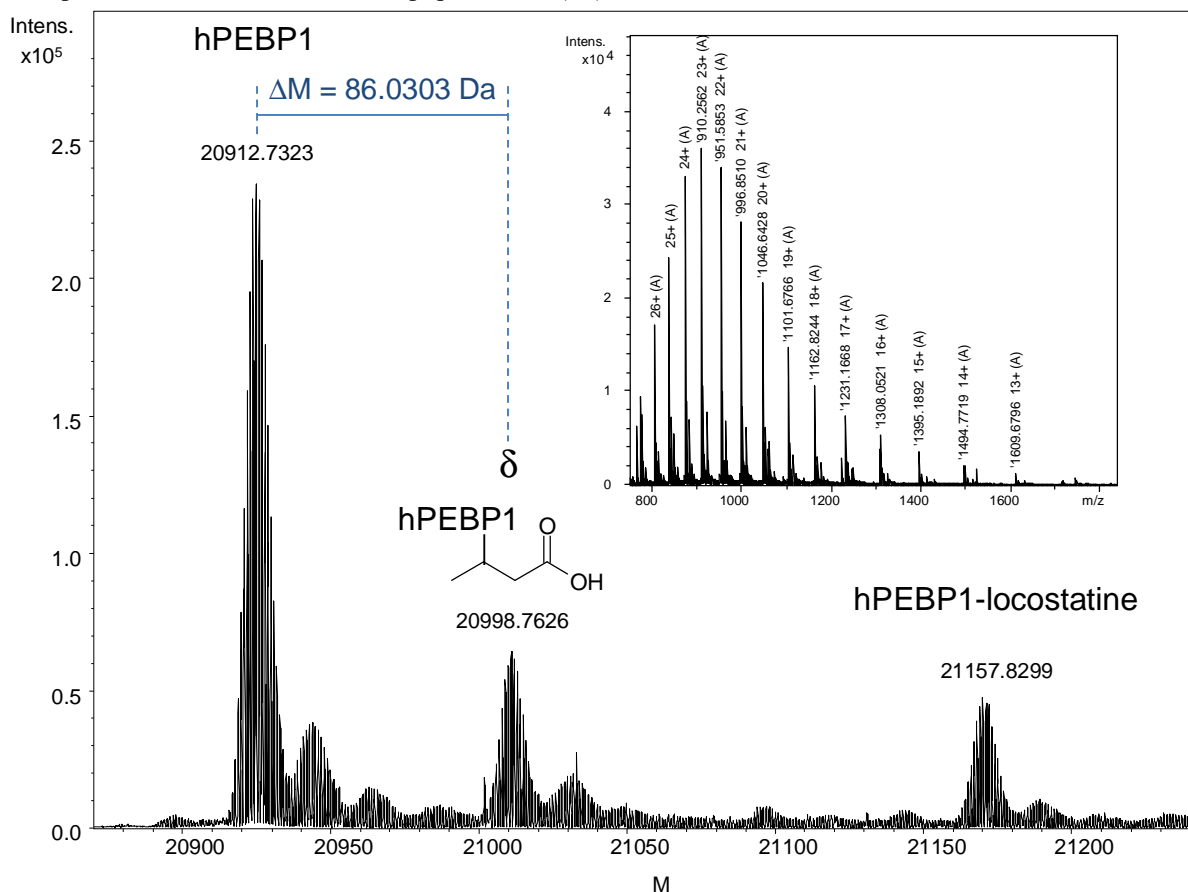 Intens.
x10⁵
hPEBP1
ΔM = 86.0303 Da
20912.7323
2.5
2.0
1.5
1.0
0.5
0.0
δ
hPEBP1
O
OH
20998.7626
hPEBP1-locostatine
21157.8299
20900
20950
21000
21050
21100
21150
21200
M
Intens.
x10⁴
4
3
2
1
0
26+ (A)
25+ (A)
24+ (A)
'910.2562 23+ (A)
'951.5853 22+ (A)
'996.8510 21+ (A)
'1046.6428 20+ (A)
'1101.6766 19+ (A)
'1162.8244 18+ (A)
'1231.1668 17+ (A)
'1308.0521 16+ (A)
'1395.1892 15+ (A)
'1494.7719 14+ (A)
'1609.6796 13+ (A)
800
1000
1200
1400
1600
m/z